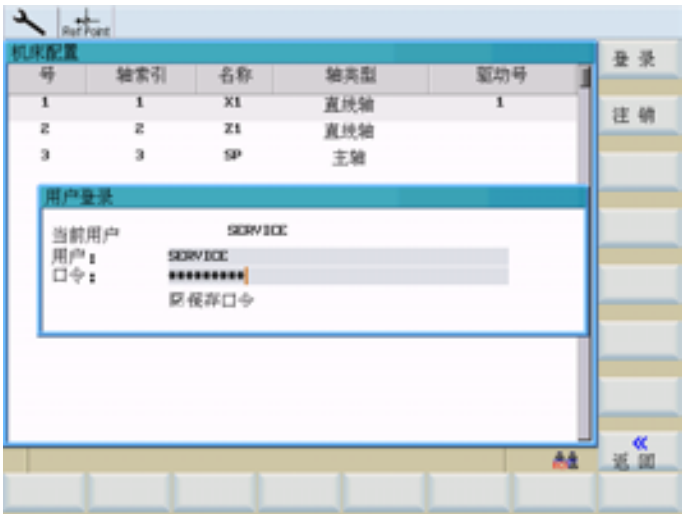 Ref Point
机床配置
号 轴索引 名称 轴类型 驱动号
1 1 X1 直线轴 1
2 2 Z1 直线轴
3 3 SP 主轴
用户登录
当前用户 SERVICE
用户: SERVICE
口令: *********
保存口令
登录
注销
返回